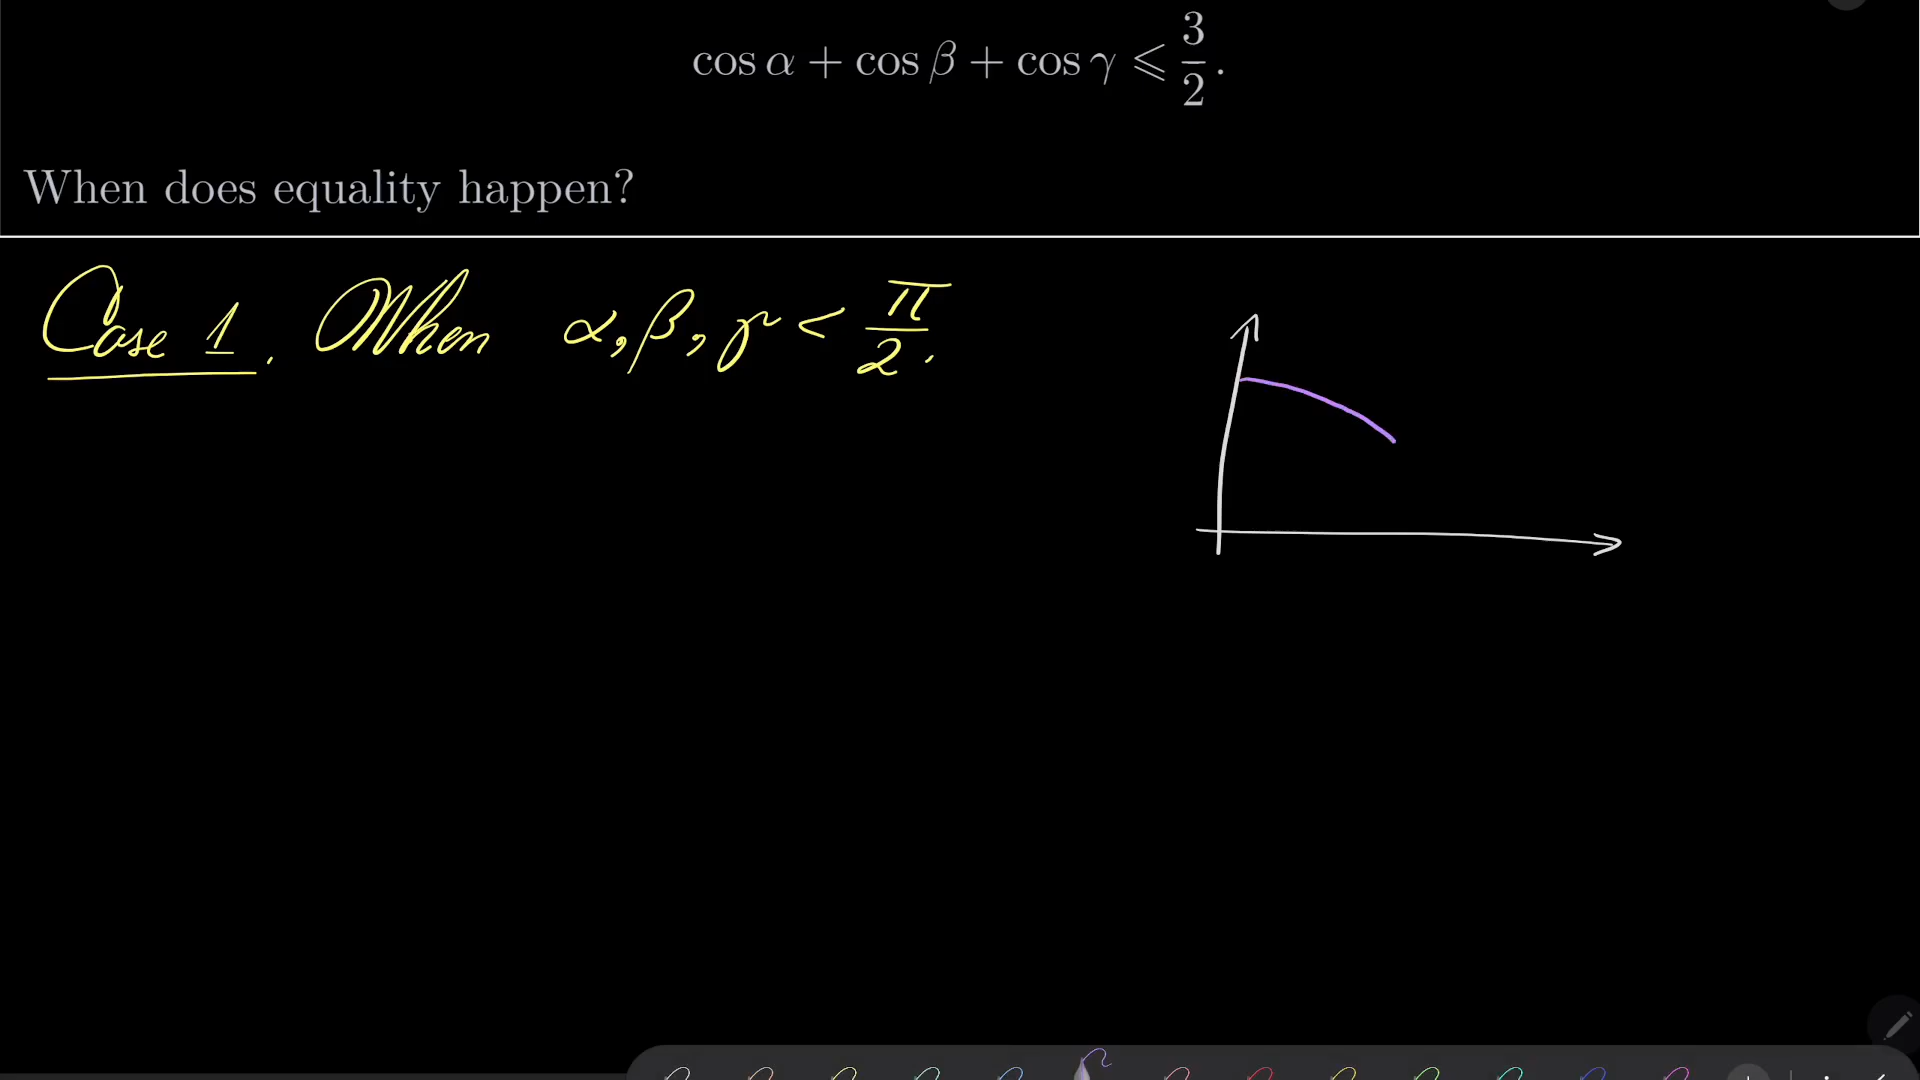 cos α + cos β + cos γ ⩽ 3/2.
When does equality happen?
Case 1. When α, β, γ < π/2.